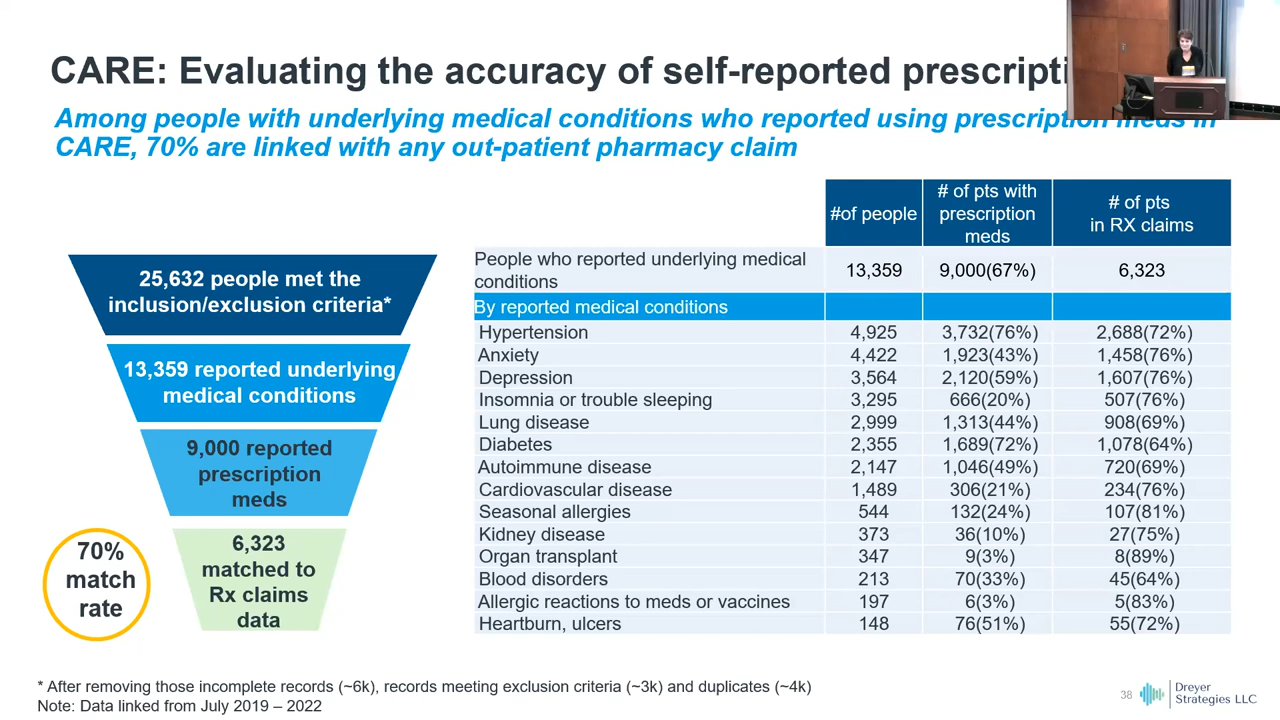 CARE: Evaluating the accuracy of self-reported
Among people with underlying medical conditions who reported using prescription meds in
CARE, 70% are linked with any out-patient pharmacy claim
25,632 people met the
inclusion/exclusion criteria*
13,359 reported underlying
medical conditions
9,000 reported
prescription
meds
6,323
matched to
Rx claims
data
70%
match
rate
#of people # of pts with prescription meds # of pts in RX claims
People who reported underlying medical conditions 13,359 9,000(67%) 6,323
By reported medical conditions
Hypertension 4,925 3,732(76%) 2,688(72%)
Anxiety 4,422 1,923(43%) 1,458(76%)
Depression 3,564 2,120(59%) 1,607(76%)
Insomnia or trouble sleeping 3,295 666(20%) 507(76%)
Lung disease 2,999 1,313(44%) 908(69%)
Diabetes 2,355 1,689(72%) 1,078(64%)
Autoimmune disease 2,147 1,046(49%) 720(69%)
Cardiovascular disease 1,489 306(21%) 234(76%)
Seasonal allergies 544 132(24%) 107(81%)
Kidney disease 373 36(10%) 27(75%)
Organ transplant 347 9(3%) 8(89%)
Blood disorders 213 70(33%) 45(64%)
Allergic reactions to meds or vaccines 197 6(3%) 5(83%)
Heartburn, ulcers 148 76(51%) 55(72%)
* After removing those incomplete records (~6k), records meeting exclusion criteria (~3k) and duplicates (~4k)
Note: Data linked from July 2019 – 2022
38
Dreyer
Strategies LLC